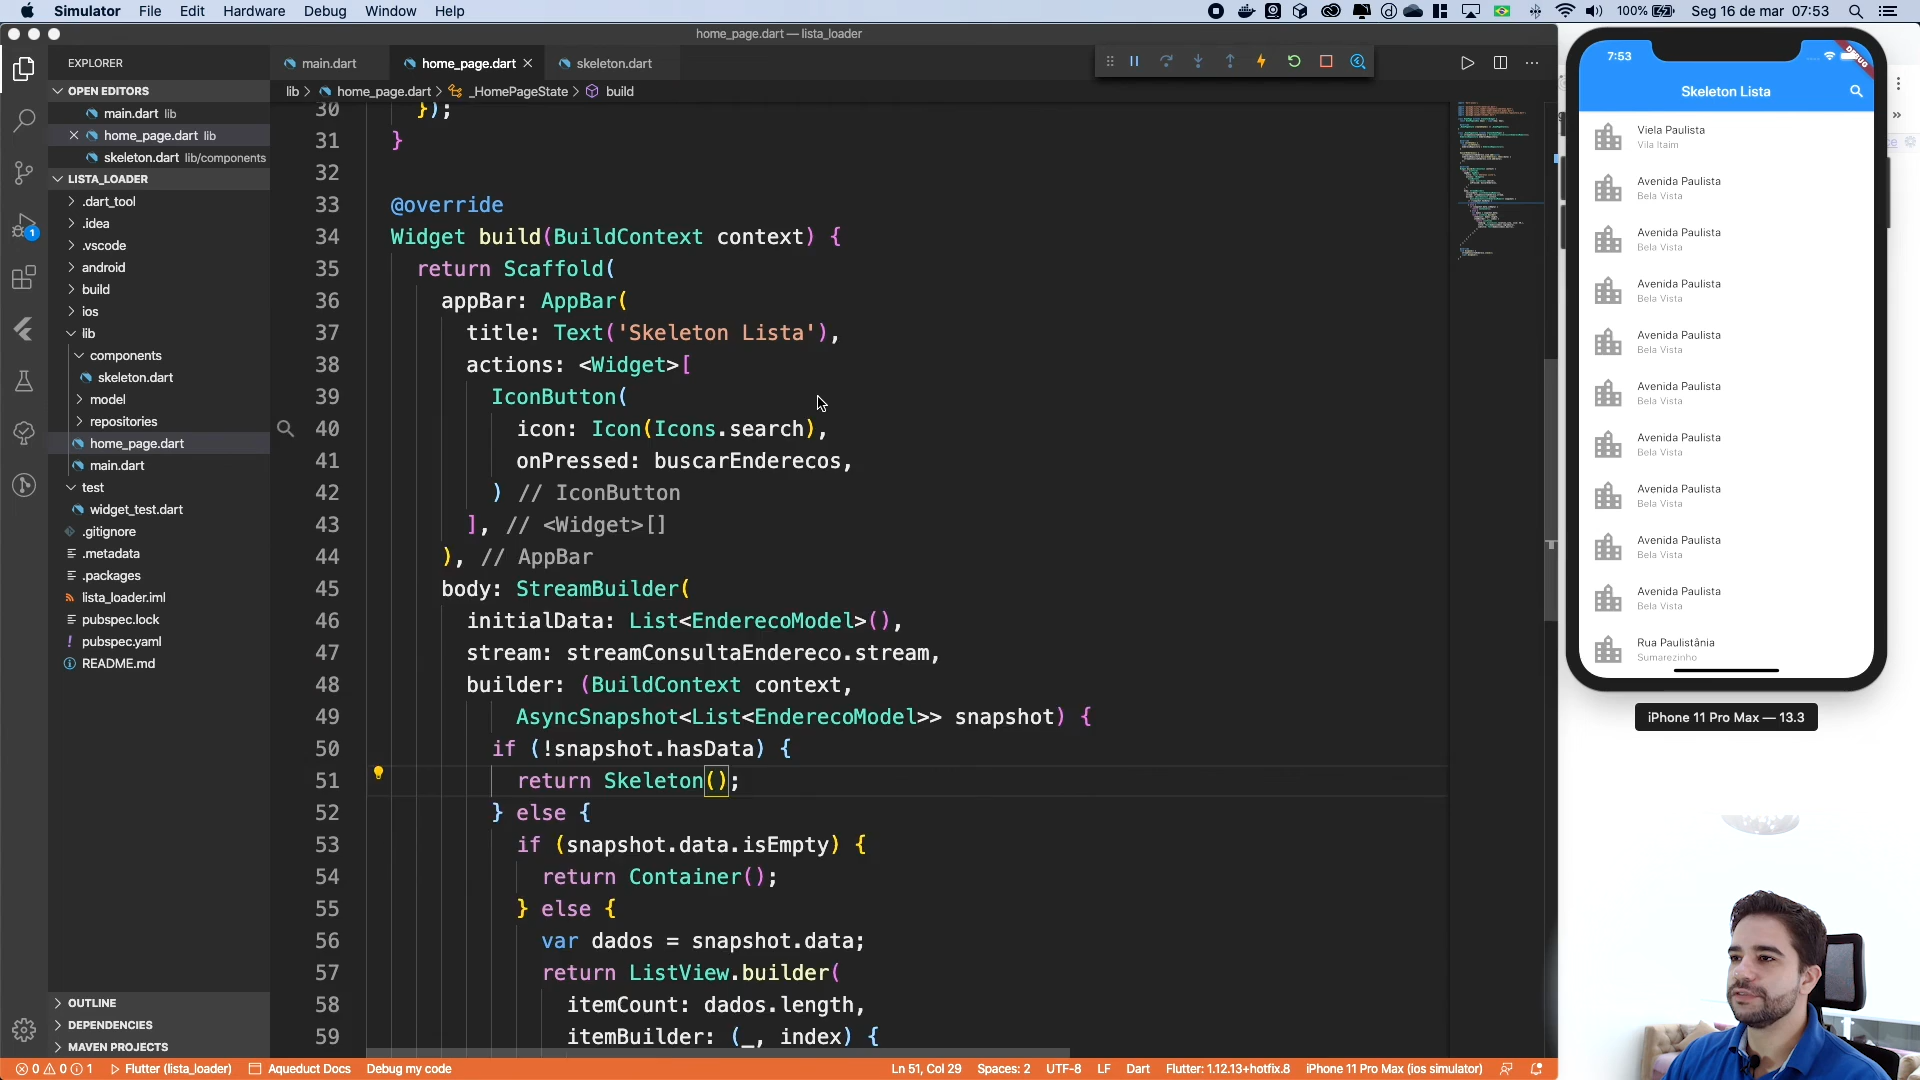 Simulator File Edit Hardware Debug Window Help
100% Seg 16 de mar 07:53
home_page.dart — lista_loader
EXPLORER
main.dart
home_page.dart
skeleton.dart
lib > home_page.dart > _HomePageState > build
OPEN EDITORS
main.dart lib
home_page.dart lib
skeleton.dart lib/components
LISTA_LOADER
.dart_tool
.idea
.vscode
android
build
ios
lib
components
skeleton.dart
model
repositories
home_page.dart
main.dart
test
widget_test.dart
.gitignore
.metadata
.packages
lista_loader.iml
pubspec.lock
pubspec.yaml
README.md
OUTLINE
DEPENDENCIES
MAVEN PROJECTS
1
30 });
31 }
32
33 @override
34 Widget build(BuildContext context) {
35 return Scaffold(
36 appBar: AppBar(
37 title: Text('Skeleton Lista'),
38 actions: <Widget>[
39 IconButton(
40 icon: Icon(Icons.search),
41 onPressed: buscarEnderecos,
42 ) // IconButton
43 ], // <Widget>[]
44 ), // AppBar
45 body: StreamBuilder(
46 initialData: List<EnderecoModel>(),
47 stream: streamConsultaEndereco.stream,
48 builder: (BuildContext context,
49 AsyncSnapshot<List<EnderecoModel>> snapshot) {
50 if (!snapshot.hasData) {
51 return Skeleton();
52 } else {
53 if (snapshot.data.isEmpty) {
54 return Container();
55 } else {
56 var dados = snapshot.data;
57 return ListView.builder(
58 itemCount: dados.length,
59 itemBuilder: (_, index) {
0 0 1 Flutter (lista_loader) Aqueduct Docs Debug my code
Ln 51, Col 29 Spaces: 2 UTF-8 LF Dart Flutter: 1.12.13+hotfix.8 iPhone 11 Pro Max (ios simulator)
7:53
DEBUG
Skeleton Lista
Viela Paulista
Vila Itaim
Avenida Paulista
Bela Vista
Avenida Paulista
Bela Vista
Avenida Paulista
Bela Vista
Avenida Paulista
Bela Vista
Avenida Paulista
Bela Vista
Avenida Paulista
Bela Vista
Avenida Paulista
Bela Vista
Avenida Paulista
Bela Vista
Avenida Paulista
Bela Vista
Rua Paulistânia
Sumarezinho
iPhone 11 Pro Max — 13.3